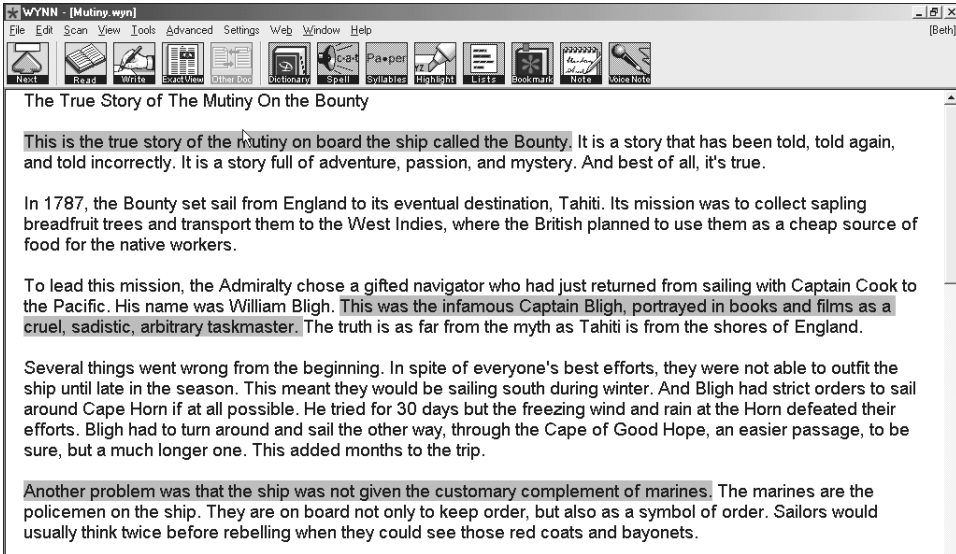 WYNN - [Mutiny.wyn]
File Edit Scan View Tools Advanced Settings Web Window Help [Beth]
c-a-t Pa•per
Next Read Write ExactView Other Doc Dictionary Spell Syllables Highlight Lists Bookmark Note Voice Note
The True Story of The Mutiny On the Bounty
This is the true story of the mutiny on board the ship called the Bounty. It is a story that has been told, told again,
and told incorrectly. It is a story full of adventure, passion, and mystery. And best of all, it's true.
In 1787, the Bounty set sail from England to its eventual destination, Tahiti. Its mission was to collect sapling
breadfruit trees and transport them to the West Indies, where the British planned to use them as a cheap source of
food for the native workers.
To lead this mission, the Admiralty chose a gifted navigator who had just returned from sailing with Captain Cook to
the Pacific. His name was William Bligh. This was the infamous Captain Bligh, portrayed in books and films as a
cruel, sadistic, arbitrary taskmaster. The truth is as far from the myth as Tahiti is from the shores of England.
Several things went wrong from the beginning. In spite of everyone's best efforts, they were not able to outfit the
ship until late in the season. This meant they would be sailing south during winter. And Bligh had strict orders to sail
around Cape Horn if at all possible. He tried for 30 days but the freezing wind and rain at the Horn defeated their
efforts. Bligh had to turn around and sail the other way, through the Cape of Good Hope, an easier passage, to be
sure, but a much longer one. This added months to the trip.
Another problem was that the ship was not given the customary complement of marines. The marines are the
policemen on the ship. They are on board not only to keep order, but also as a symbol of order. Sailors would
usually think twice before rebelling when they could see those red coats and bayonets.